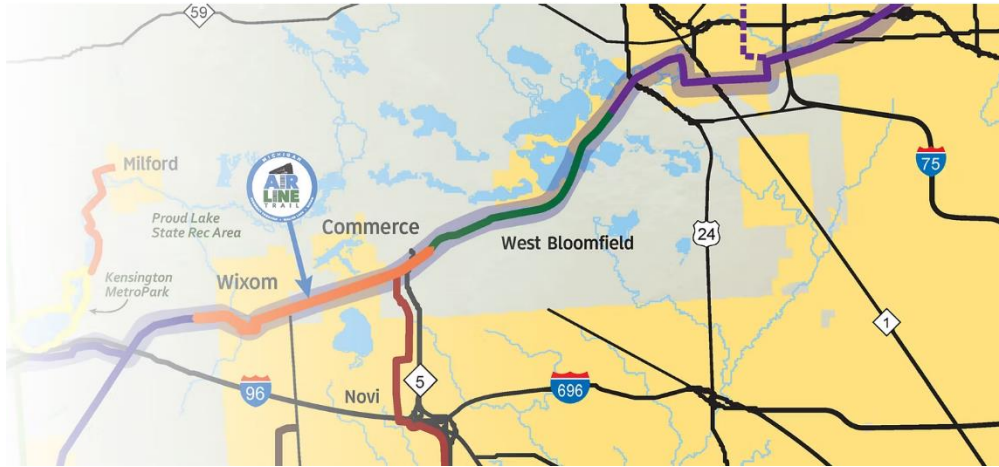 59
Milford
MICHIGAN
AIR
LINE
TRAIL
Proud Lake
State Rec Area
Commerce
75
West Bloomfield
24
Kensington
MetroPark
Wixom
1
5
696
96
Novi